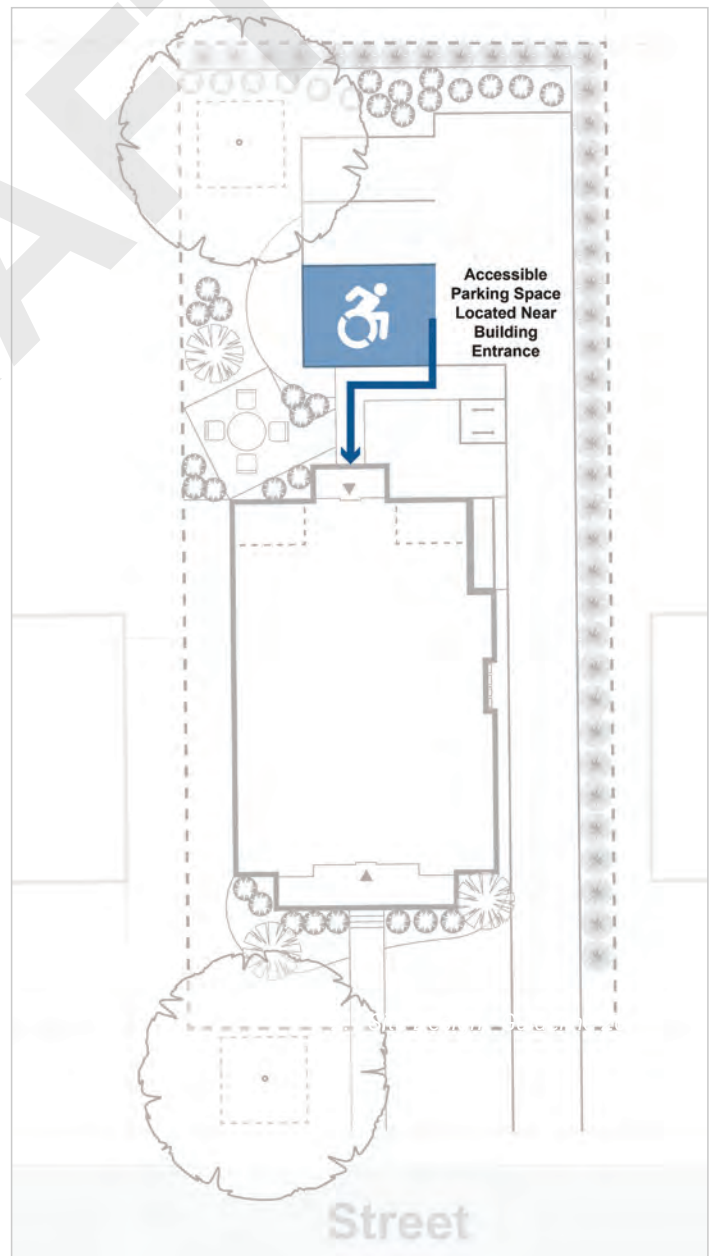 Accessible
Parking Space
Located Near
Building
Entrance
Street